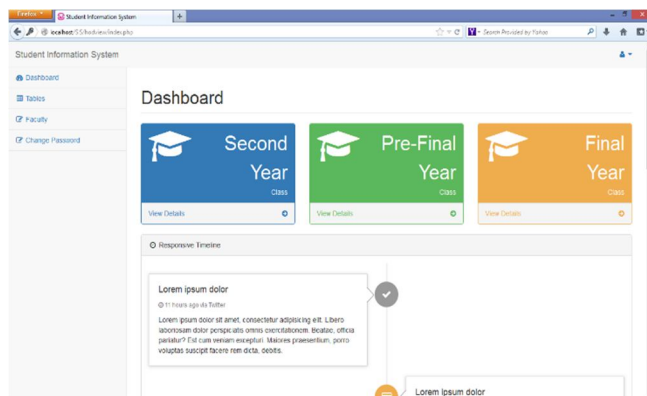 Firefox
Student Information System
localhost/SIS/hod/view/index.php
Search Provided by Yahoo
Student Information System
Dashboard
Tables
Faculty
Change Password
Dashboard
Second
Year
Class
View Details
Pre-Final
Year
Class
View Details
Final
Year
Class
View Details
Responsive Timeline
Lorem ipsum dolor
11 hours ago via Twitter
Lorem ipsum dolor sit amet, consectetur adipisicing elit. Libero
laboriosam dolor perspiciatis omnis exercitationem. Beatae, officia
pariatur? Est cum veniam excepturi. Maiores praesentium, porro
voluptas suscipit facere rem dicta, debitis.
Lorem ipsum dolor